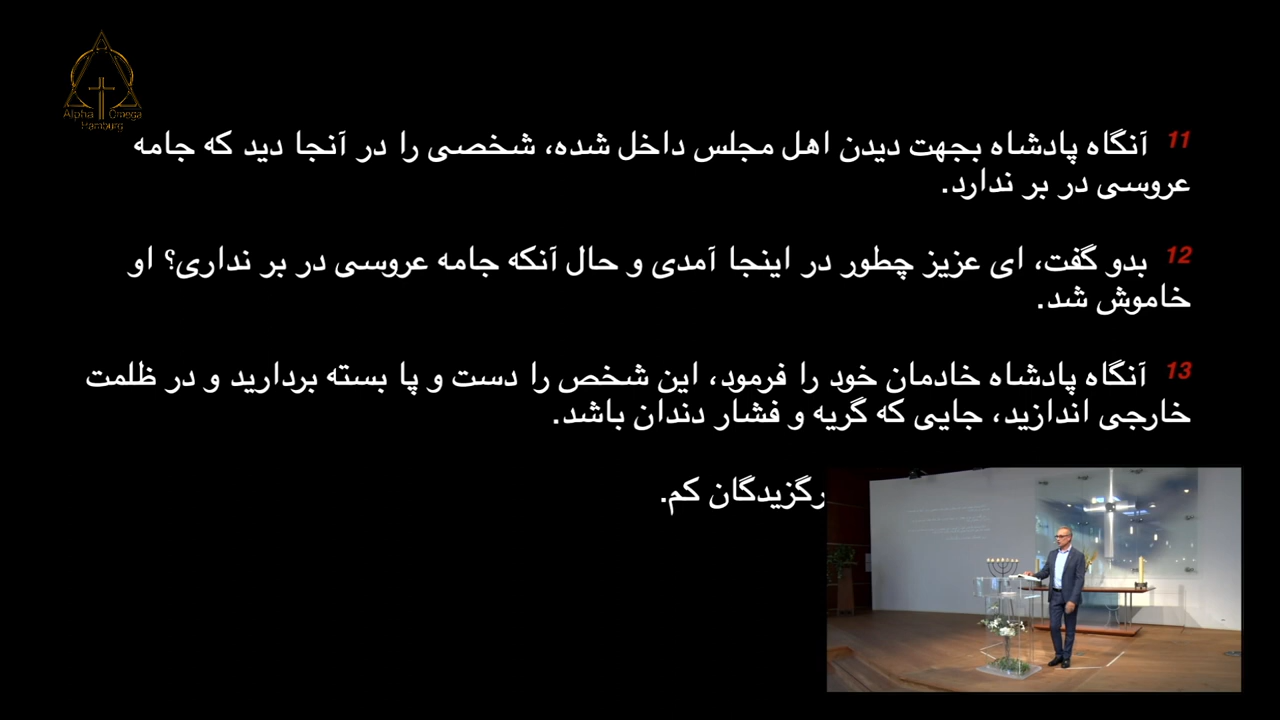 Alpha Omega
Hamburg
11 آنگاه پادشاه بجهت دیدن اهل مجلس داخل شده، شخصی را در آنجا دید که جامه
عروسی در بر ندارد.
12 بدو گفت، ای عزیز چطور در اینجا آمدی و حال آنکه جامه عروسی در بر نداری؟ او
خاموش شد.
13 آنگاه پادشاه خادمان خود را فرمود، این شخص را دست و پا بسته بردارید و در ظلمت
خارجی اندازید، جایی که گریه و فشار دندان باشد.
رگزیدگان کم.